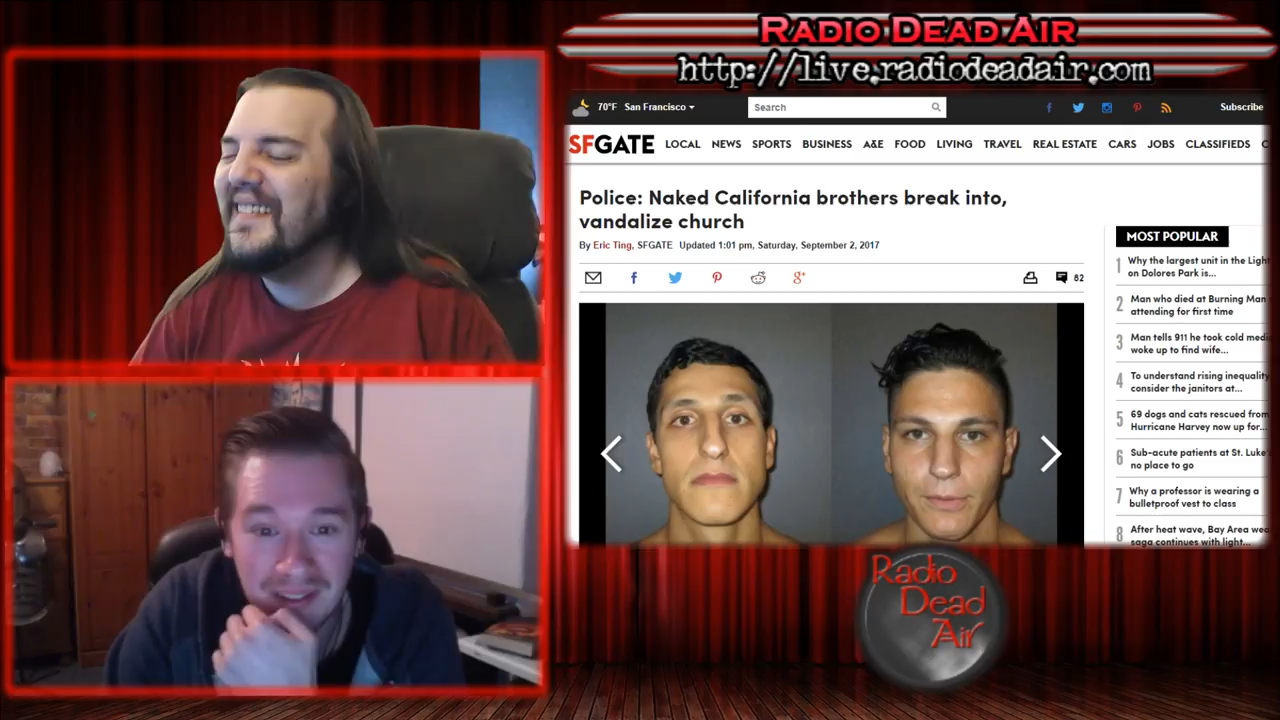 RADIO DEAD AIR
http://live.radiodeadair.com
70°F San Francisco
Search
Subscribe
SFGATE LOCAL NEWS SPORTS BUSINESS A&E FOOD LIVING TRAVEL REAL ESTATE CARS JOBS CLASSIFIEDS
Police: Naked California brothers break into,
vandalize church
By Eric Ting, SFGATE Updated 1:01 pm, Saturday, September 2, 2017
82
MOST POPULAR
1 Why the largest unit in the Light
on Dolores Park is...
2 Man who died at Burning Man
attending for first time
3 Man tells 911 he took cold medi
woke up to find wife...
4 To understand rising inequality
consider the janitors at...
5 69 dogs and cats rescued from
Hurricane Harvey now up for...
6 Sub-acute patients at St. Luke's
no place to go
7 Why a professor is wearing a
bulletproof vest to class
8 After heat wave, Bay Area wea
saga continues with light...
Radio
Dead
Air